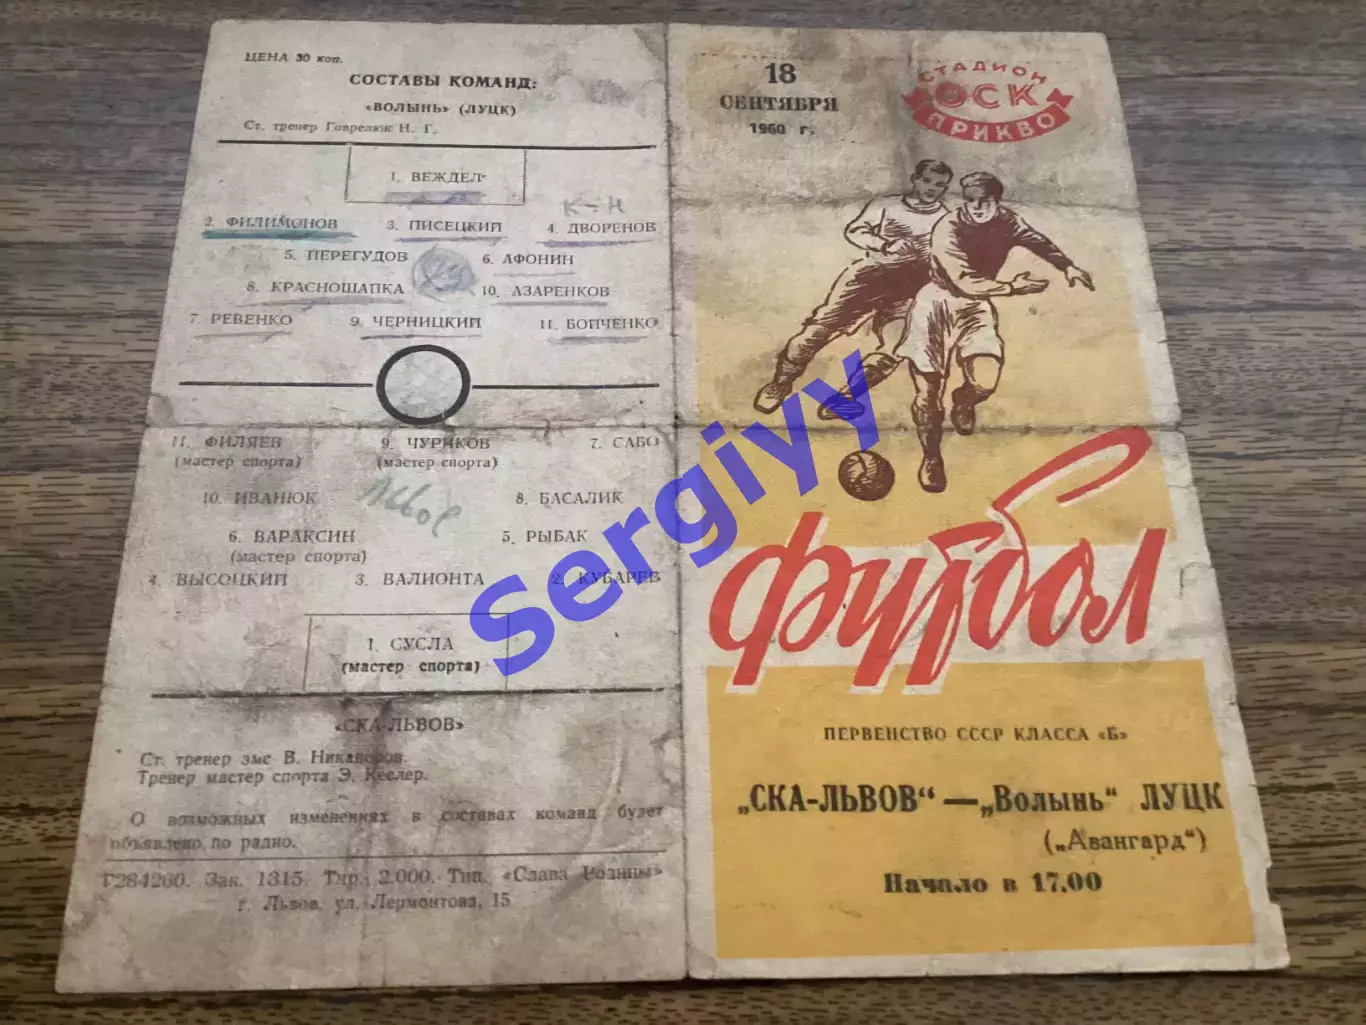 ЦЕНА 30 коп.
СОСТАВЫ КОМАНД:
«ВОЛЫНЬ» (ЛУЦК)
Ст. тренер Говрелюк Н. Г.
1. ВЕЖДЕЛ
К-Н
2. ФИЛИМОНОВ 3. ПИСЕЦКИЙ 4. ДВОРЕНОВ
5. ПЕРЕГУДОВ 6. АФОНИН
8. КРАСНОШАПКА 10. АЗАРЕНКОВ
7. РЕВЕНКО 9. ЧЕРНИЦКИЙ 11. БОЙЧЕНКО
11. ФИЛЯЕВ 9. ЧУРИКОВ 7. САБО
(мастер спорта) (мастер спорта)
10. ИВАНЮК 8. БАСАЛИК
Львов
6. ВАРАКСИН 5. РЫБАК
(мастер спорта)
4. ВЫСОЦКИЙ 3. ВАЛИОНТА 2. КУБАРЕВ
1. СУСЛА
(мастер спорта)
«СКА-ЛЬВОВ»
Ст. тренер змс В. Никаноров.
Тренер мастер спорта Э. Кеслер.
О возможных изменениях в составах команд будет
объявлено по радио.
Г284260. Зак. 1315. Тир. 2.000. Тип. «Слава Родины»
г. Львов, ул. Лермонтова, 15
18
СЕНТЯБРЯ
1960 г.
СТАДИОН
ОСК
ПРИКВО
Футбол
ПЕРВЕНСТВО СССР КЛАССА «Б»
„СКА-ЛЬВОВ“ — „Волынь“ ЛУЦК
(„Авангард“)
Начало в 17.00
Sergiyy